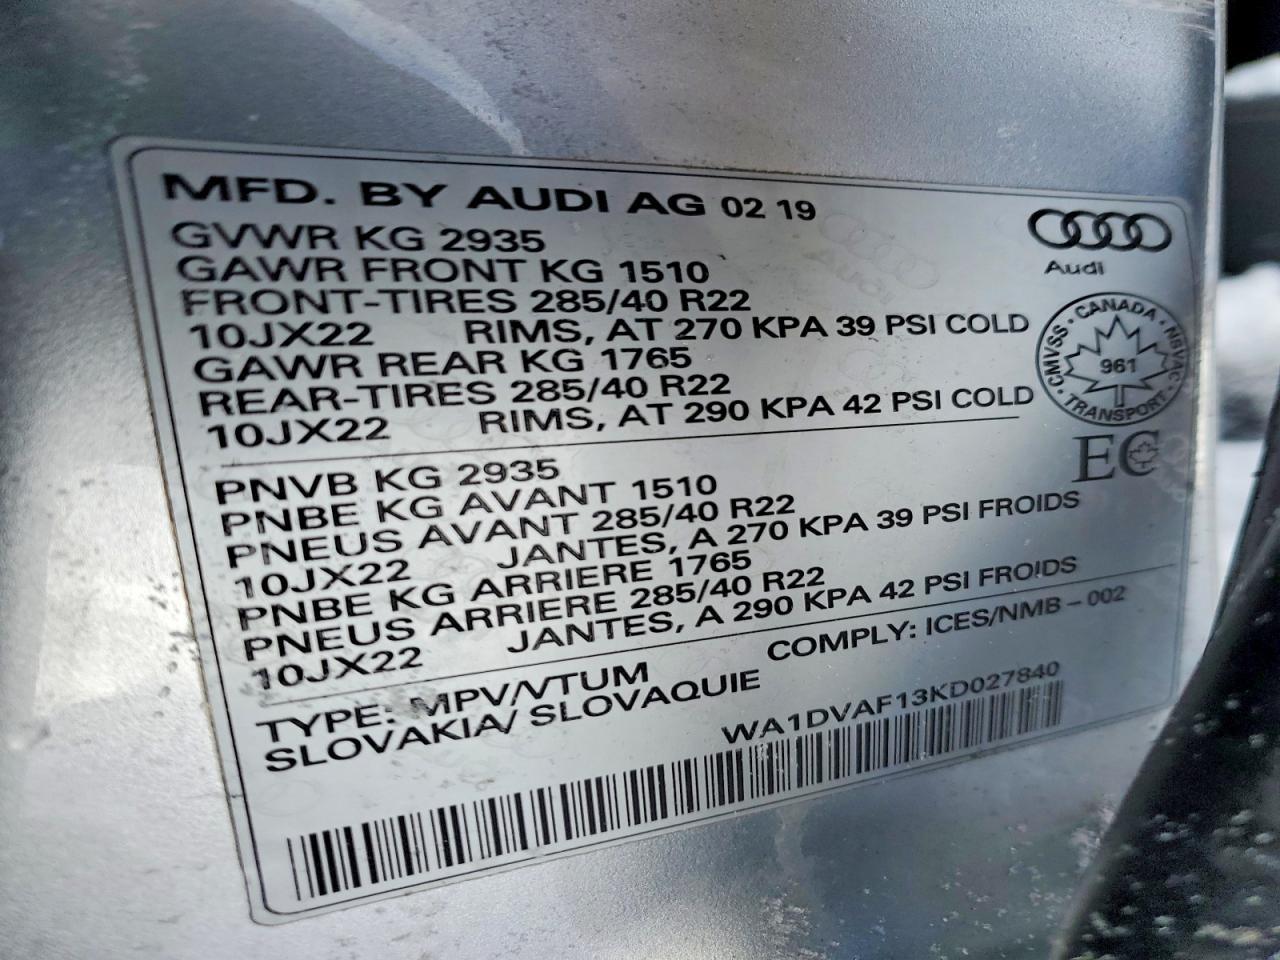 MFD. BY AUDI AG 02 19
GVWR KG 2935
GAWR FRONT KG 1510
FRONT-TIRES 285/40 R22
10JX22 RIMS, AT 270 KPA 39 PSI COLD
GAWR REAR KG 1765
REAR-TIRES 285/40 R22
10JX22 RIMS, AT 290 KPA 42 PSI COLD
Audi
CMVSS · CANADA · NSVAC · TRANSPORT
961
EC
PNVB KG 2935
PNBE KG AVANT 1510
PNEUS AVANT 285/40 R22
10JX22 JANTES, A 270 KPA 39 PSI FROIDS
PNBE KG ARRIERE 1765
PNEUS ARRIERE 285/40 R22
10JX22 JANTES, A 290 KPA 42 PSI FROIDS
TYPE: MPV/VTUM COMPLY: ICES/NMB-002
SLOVAKIA/ SLOVAQUIE
WA1DVAF13KD027840